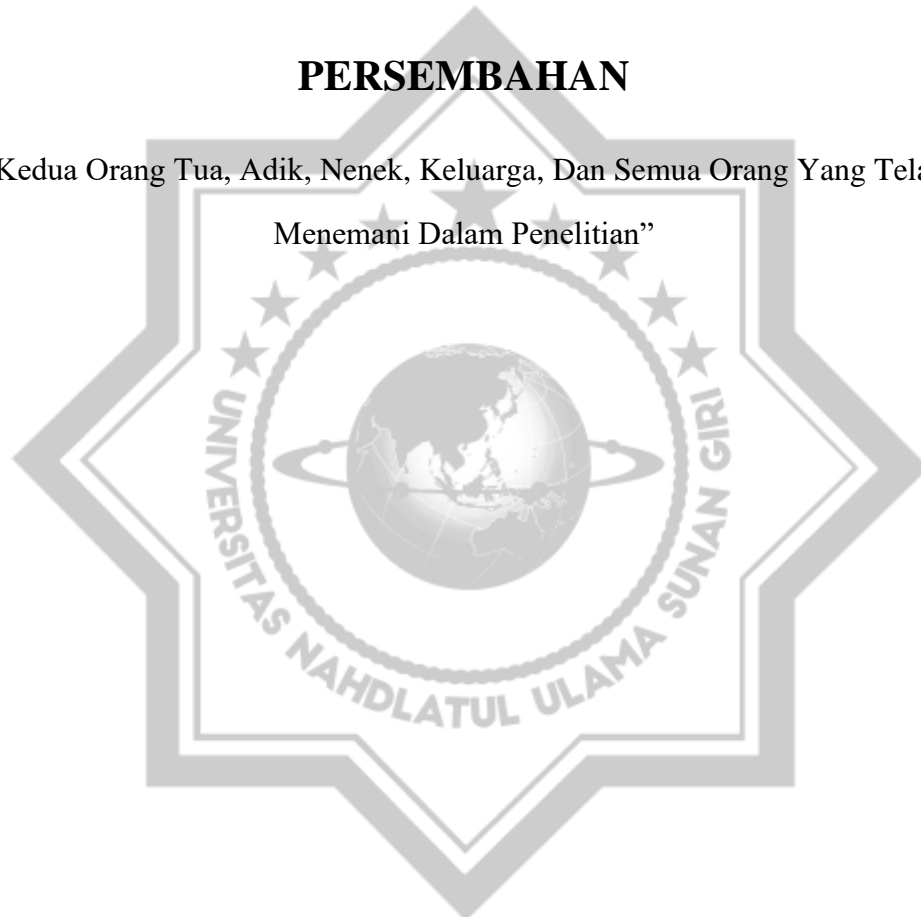 PERSEMBAHAN
Kedua Orang Tua, Adik, Nenek, Keluarga, Dan Semua Orang Yang Tela
Menemani Dalam Penelitian”
UNIVERSITAS NAHDLATUL ULAMA SUNAN GIRI